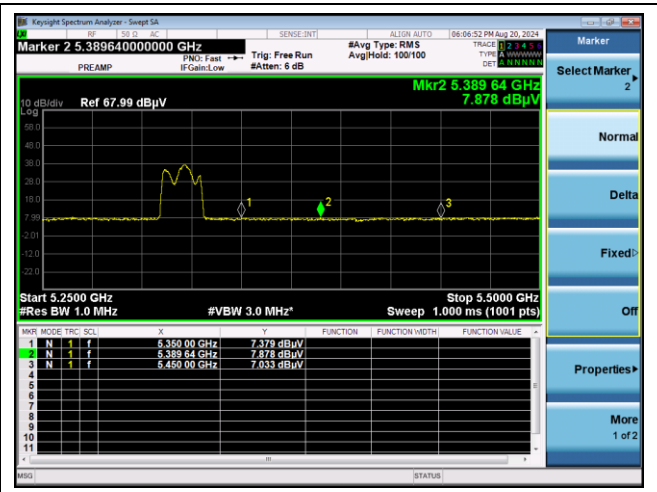 Keysight Spectrum Analyzer - Swept SA
RF 50 Ω AC SENSE:INT ALIGN AUTO 06:06:52 PM Aug 20, 2024
Marker 2 5.389640000000 GHz
PREAMP
PNO: Fast
IFGain:Low
Trig: Free Run
#Atten: 6 dB
#Avg Type: RMS
Avg|Hold: 100/100
TRACE 1 2 3 4 5 6
TYPE A WWWWW
DET A N N N N N
Mkr2 5.389 64 GHz
7.878 dBµV
10 dB/div Ref 67.99 dBµV
Log
58.0
48.0
38.0
28.0
18.0
7.99
-2.01
-12.0
-22.0
1
2
3
Start 5.2500 GHz Stop 5.5000 GHz
#Res BW 1.0 MHz #VBW 3.0 MHz* Sweep 1.000 ms (1001 pts)
MKR MODE TRC SCL X Y FUNCTION FUNCTION WIDTH FUNCTION VALUE
1 N 1 f 5.350 00 GHz 7.379 dBµV
2 N 1 f 5.389 64 GHz 7.878 dBµV
3 N 1 f 5.450 00 GHz 7.033 dBµV
4
5
6
7
8
9
10
11
MSG STATUS
Marker
Select Marker
2
Normal
Delta
Fixed
Off
Properties
More
1 of 2